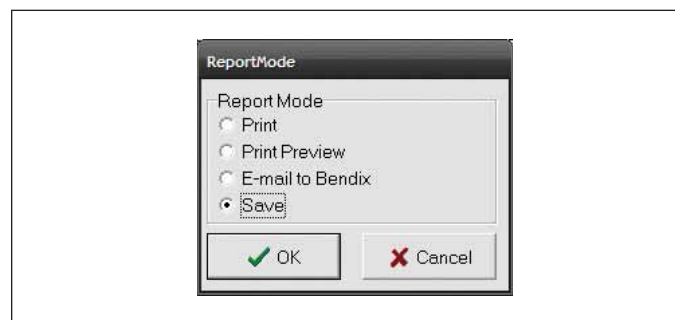 ReportMode
Report Mode
Print
Print Preview
E-mail to Bendix
Save
OK
Cancel